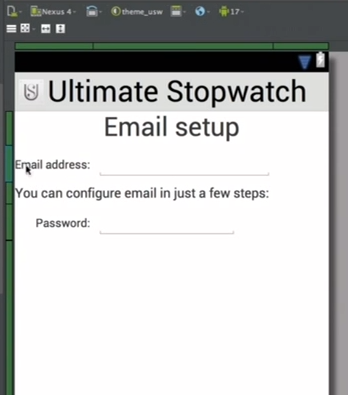 Nexus 4 theme_usw 17
Ultimate Stopwatch
Email setup
Email address:
You can configure email in just a few steps:
Password: